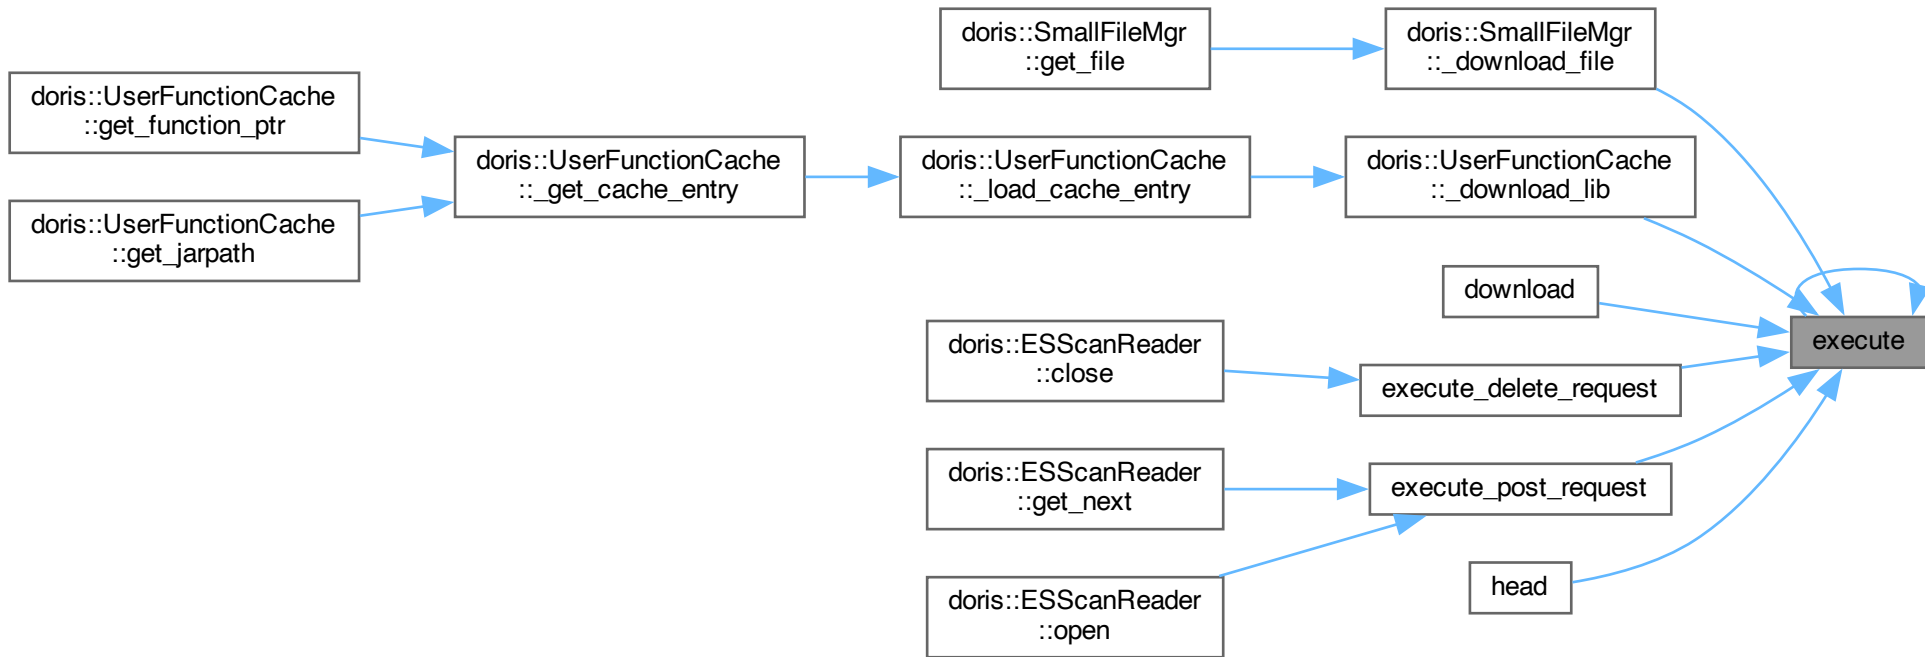 doris::SmallFileMgr
::get_file
doris::SmallFileMgr
::_download_file
doris::UserFunctionCache
::get_function_ptr
doris::UserFunctionCache
::_get_cache_entry
doris::UserFunctionCache
::_load_cache_entry
doris::UserFunctionCache
::_download_lib
doris::UserFunctionCache
::get_jarpath
download
execute
doris::ESScanReader
::close
execute_delete_request
doris::ESScanReader
::get_next
execute_post_request
head
doris::ESScanReader
::open